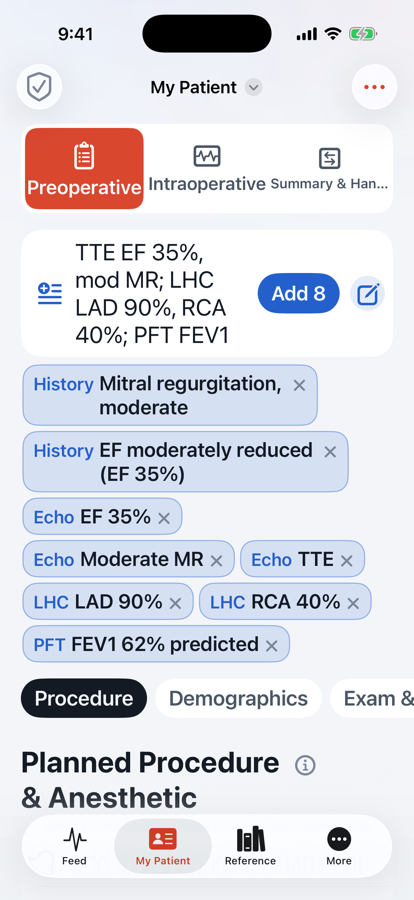 9:41
My Patient
Preoperative
Intraoperative
Summary & Han...
TTE EF 35%,
mod MR; LHC
LAD 90%, RCA
40%; PFT FEV1
Add 8
History Mitral regurgitation,
moderate
History EF moderately reduced
(EF 35%)
Echo EF 35%
Echo Moderate MR
Echo TTE
LHC LAD 90%
LHC RCA 40%
PFT FEV1 62% predicted
Procedure
Demographics
Exam &
Planned Procedure
& Anesthetic
Feed
My Patient
Reference
More